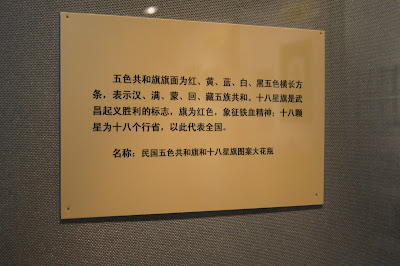 五色共和旗旗面为红、黄、蓝、白、黑五色横长方
条，表示汉、满、蒙、回、藏五族共和。十八星旗是武
昌起义胜利的标志，旗为红色，象征铁血精神；十八颗
星为十八个行省，以此代表全国。
名称：民国五色共和旗和十八星旗图案大花瓶